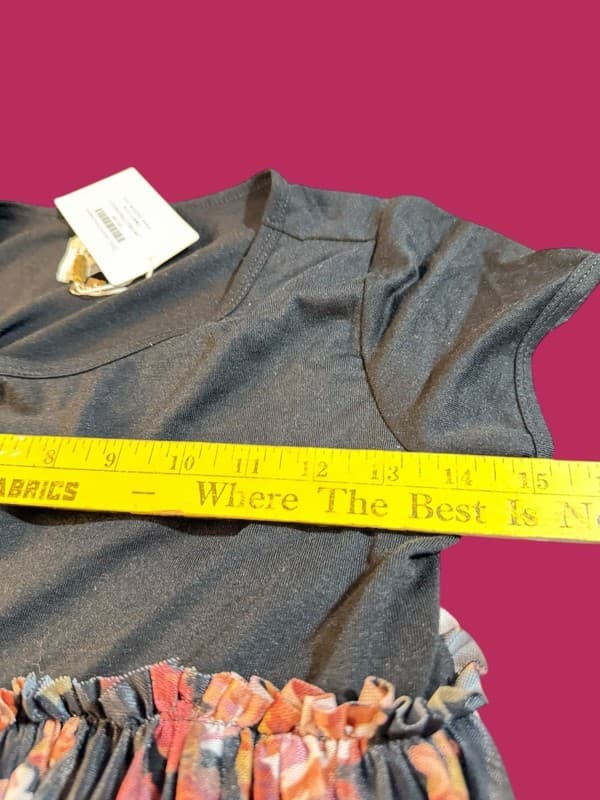 8 9 10 11 12 13 14 15
ABRICS — Where The Best Is N